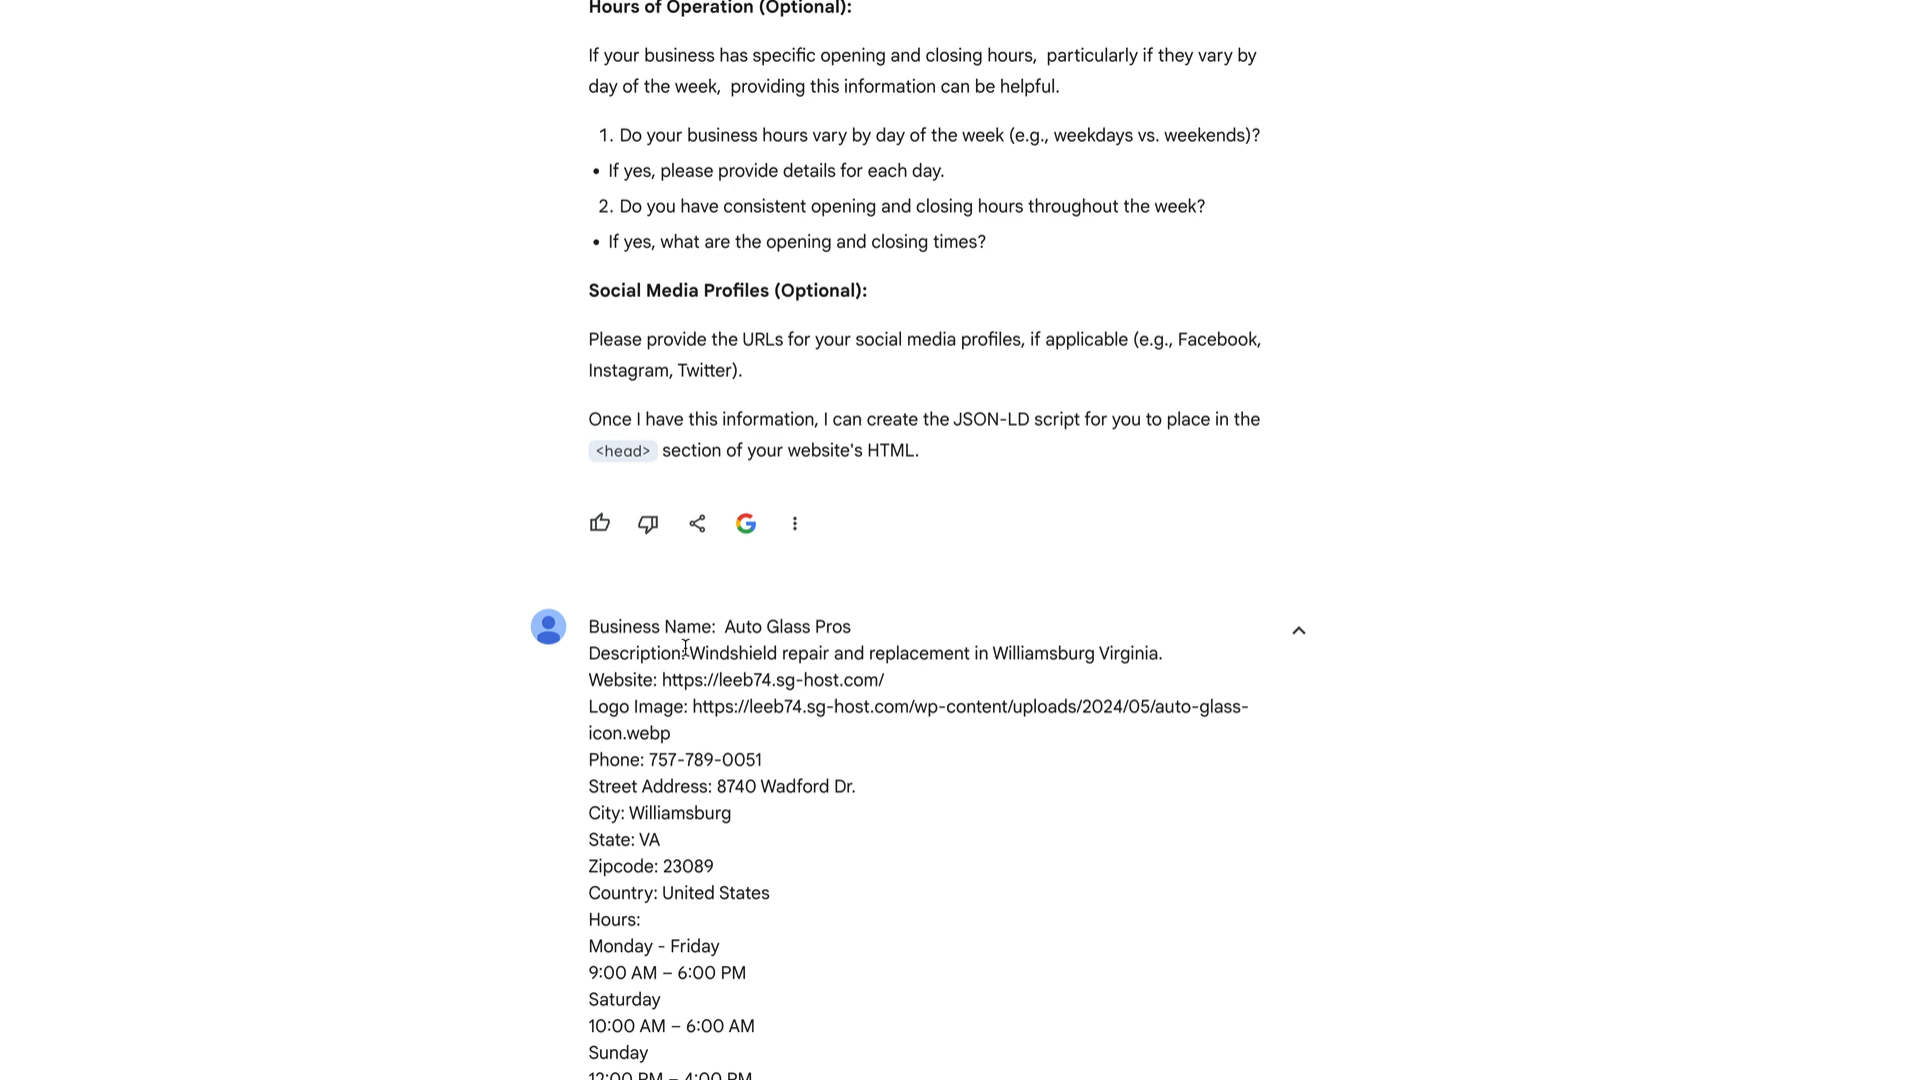 Hours of Operation (Optional):
If your business has specific opening and closing hours,  particularly if they vary by
day of the week,  providing this information can be helpful.
1. Do your business hours vary by day of the week (e.g., weekdays vs. weekends)?
• If yes, please provide details for each day.
2. Do you have consistent opening and closing hours throughout the week?
• If yes, what are the opening and closing times?
Social Media Profiles (Optional):
Please provide the URLs for your social media profiles, if applicable (e.g., Facebook,
Instagram, Twitter).
Once I have this information, I can create the JSON-LD script for you to place in the
<head> section of your website's HTML.
Business Name:  Auto Glass Pros
Description: Windshield repair and replacement in Williamsburg Virginia.
Website: https://leeb74.sg-host.com/
Logo Image: https://leeb74.sg-host.com/wp-content/uploads/2024/05/auto-glass-
icon.webp
Phone: 757-789-0051
Street Address: 8740 Wadford Dr.
City: Williamsburg
State: VA
Zipcode: 23089
Country: United States
Hours:
Monday - Friday
9:00 AM – 6:00 PM
Saturday
10:00 AM – 6:00 AM
Sunday
12:00 PM – 4:00 PM